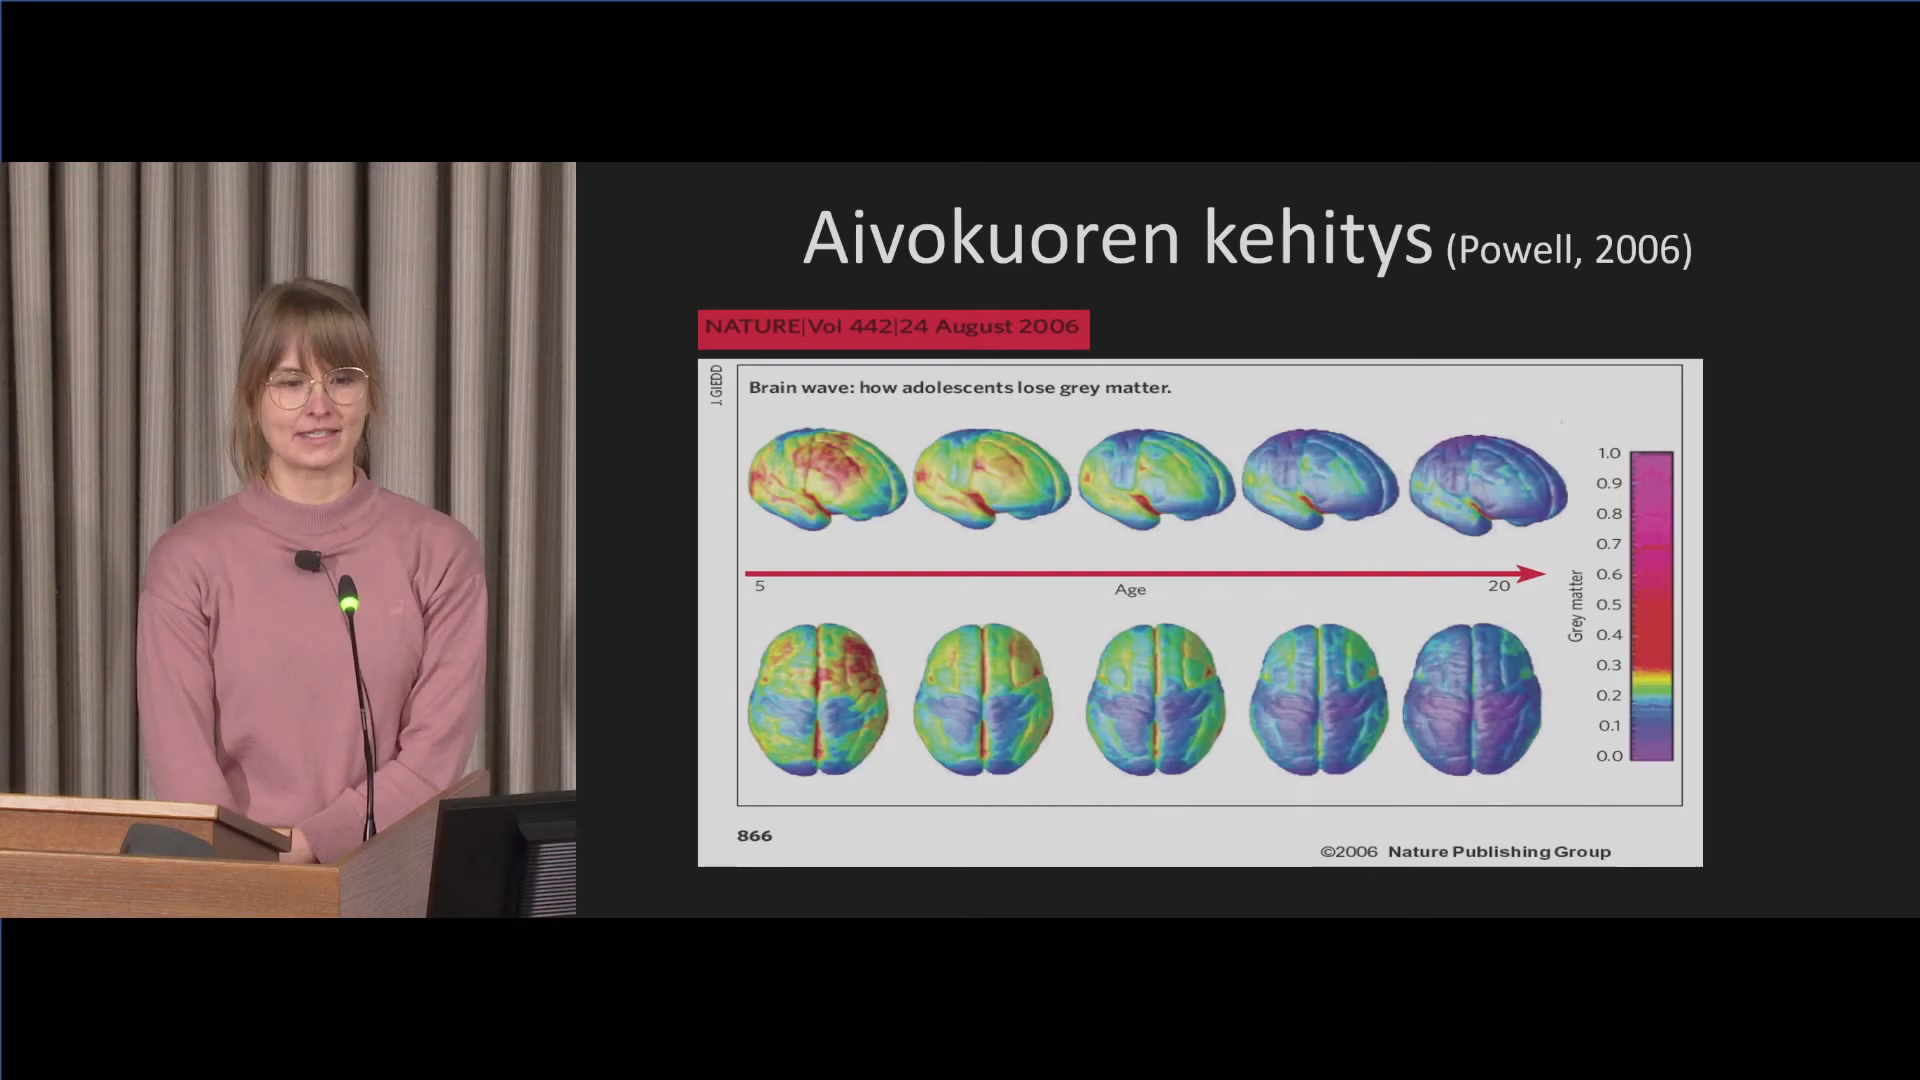 Aivokuoren kehitys (Powell, 2006)
NATURE|Vol 442|24 August 2006
J. GIEDD
Brain wave: how adolescents lose grey matter.
5
Age
20
Grey matter
1.0
0.9
0.8
0.7
0.6
0.5
0.4
0.3
0.2
0.1
0.0
866
©2006 Nature Publishing Group